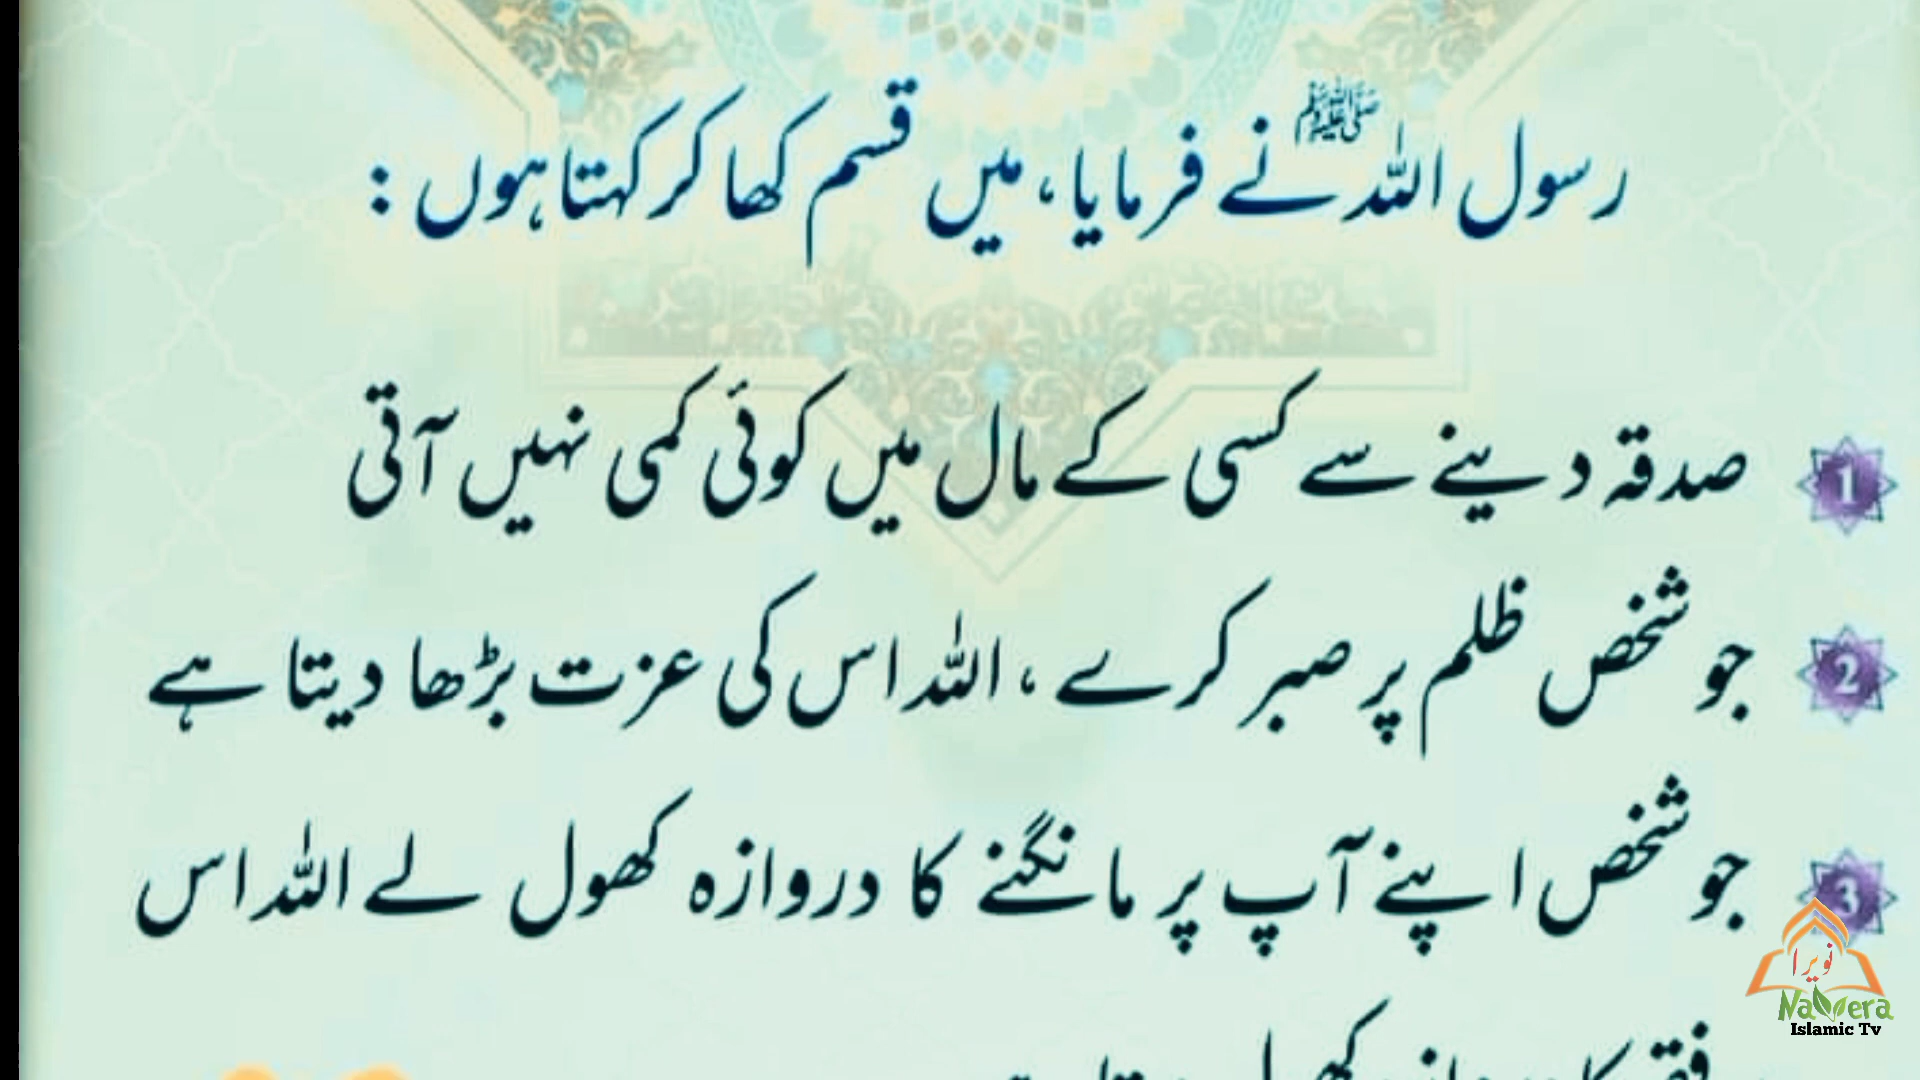 رسول اللہ ﷺ نے فرمایا، میں قسم کھا کر کہتا ہوں :
1 صدقہ دینے سے کسی کے مال میں کوئی کمی نہیں آتی
2 جو شخص ظلم پر صبر کرے ، اللہ اس کی عزت بڑھا دیتا ہے
3 جو شخص اپنے آپ پر مانگنے کا دروازہ کھول لے اللہ اس
نویرا
Navera
Islamic Tv